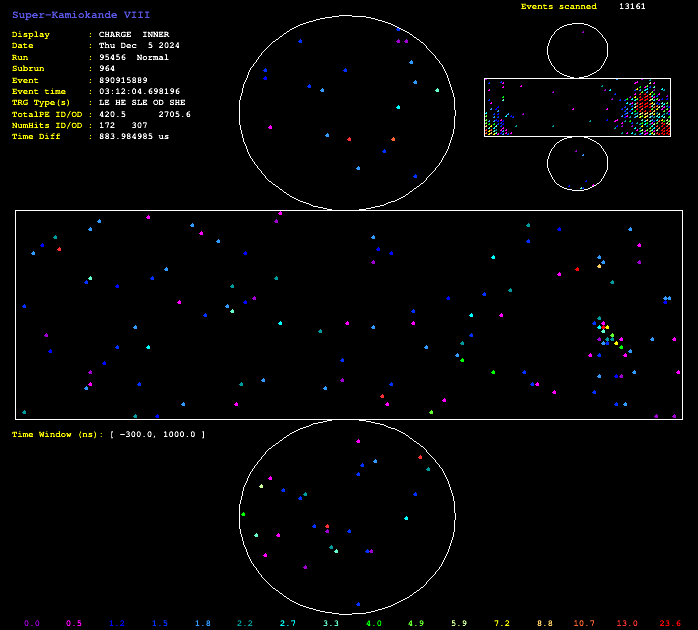 Super-Kamiokande VIII
Events scanned 13161
Display : CHARGE INNER
Date : Thu Dec 5 2024
Run : 95456 Normal
Subrun : 964
Event : 890915889
Event time : 03:12:04.698196
TRG Type(s) : LE HE SLE OD SHE
TotalPE ID/OD : 420.5 2705.6
NumHits ID/OD : 172 307
Time Diff : 883.984985 us
Time Window (ns): [ -300.0, 1000.0 ]
0.0 0.5 1.2 1.5 1.8 2.2 2.7 3.3 4.0 4.9 5.9 7.2 8.8 10.7 13.0 23.6